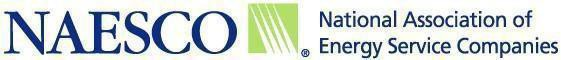 NAESCO ® National Association of
Energy Service Companies